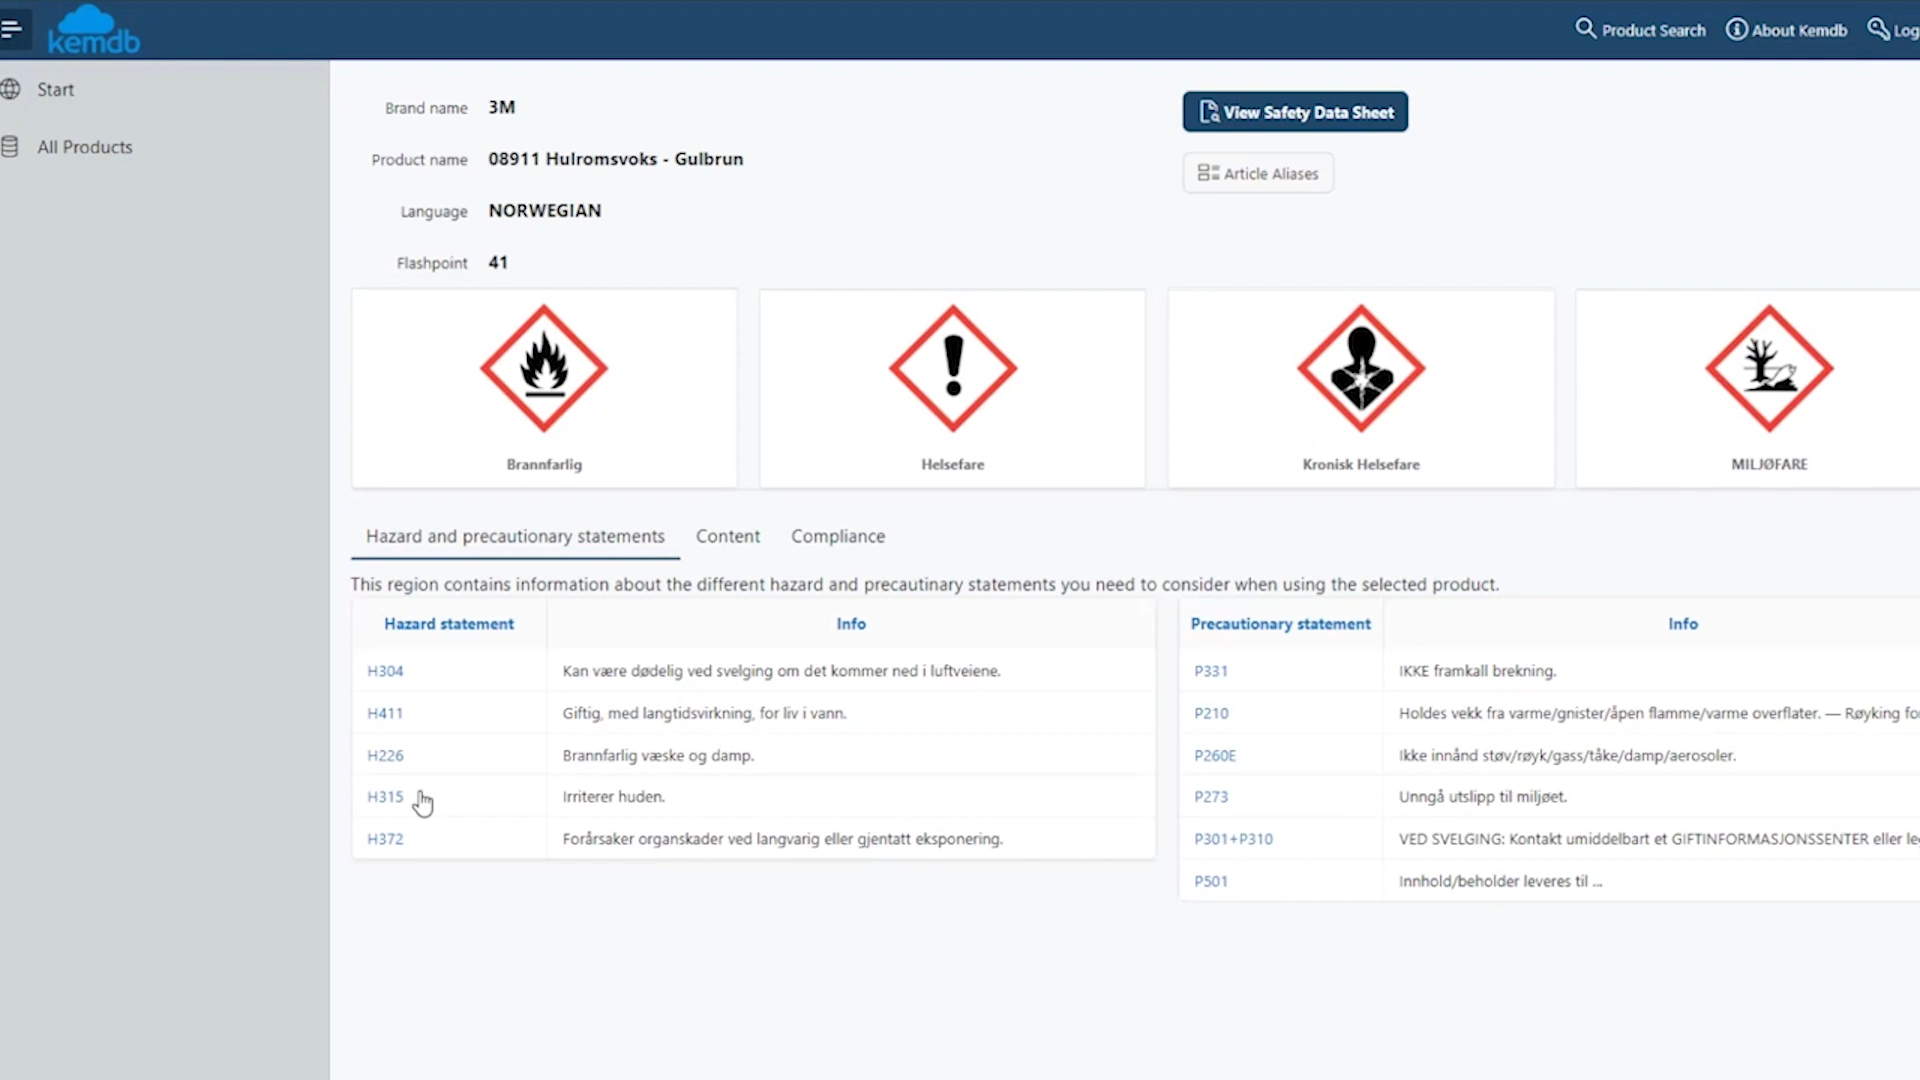 kemdb
Product Search
About Kemdb
Log
Start
All Products
Brand name 3M
View Safety Data Sheet
Product name 08911 Hulromsvoks - Gulbrun
Article Aliases
Language NORWEGIAN
Flashpoint 41
Brannfarlig
Helsefare
Kronisk Helsefare
MILJØFARE
Hazard and precautionary statements
Content
Compliance
This region contains information about the different hazard and precautinary statements you need to consider when using the selected product.
Hazard statement Info
H304 Kan være dødelig ved svelging om det kommer ned i luftveiene.
H411 Giftig, med langtidsvirkning, for liv i vann.
H226 Brannfarlig væske og damp.
H315 Irriterer huden.
H372 Forårsaker organskader ved langvarig eller gjentatt eksponering.
Precautionary statement Info
P331 IKKE framkall brekning.
P210 Holdes vekk fra varme/gnister/åpen flamme/varme overflater. — Røyking fo
P260E Ikke innånd støv/røyk/gass/tåke/damp/aerosoler.
P273 Unngå utslipp til miljøet.
P301+P310 VED SVELGING: Kontakt umiddelbart et GIFTINFORMASJONSSENTER eller le
P501 Innhold/beholder leveres til ...